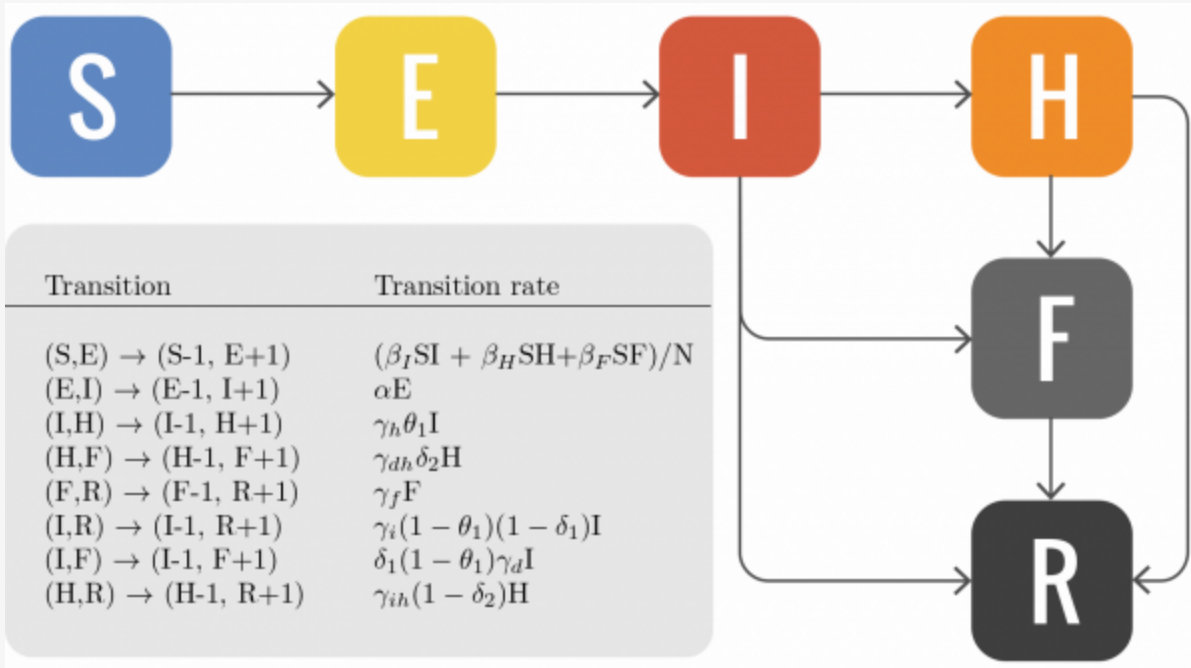 S E I H
F
R
Transition Transition rate
(S,E) → (S-1, E+1) (β_I SI + β_H SH+β_F SF)/N
(E,I) → (E-1, I+1) αE
(I,H) → (I-1, H+1) γ_h θ_1 I
(H,F) → (H-1, F+1) γ_dh δ_2 H
(F,R) → (F-1, R+1) γ_f F
(I,R) → (I-1, R+1) γ_i (1 − θ_1)(1 − δ_1)I
(I,F) → (I-1, F+1) δ_1 (1 − θ_1)γ_d I
(H,R) → (H-1, R+1) γ_ih (1 − δ_2)H